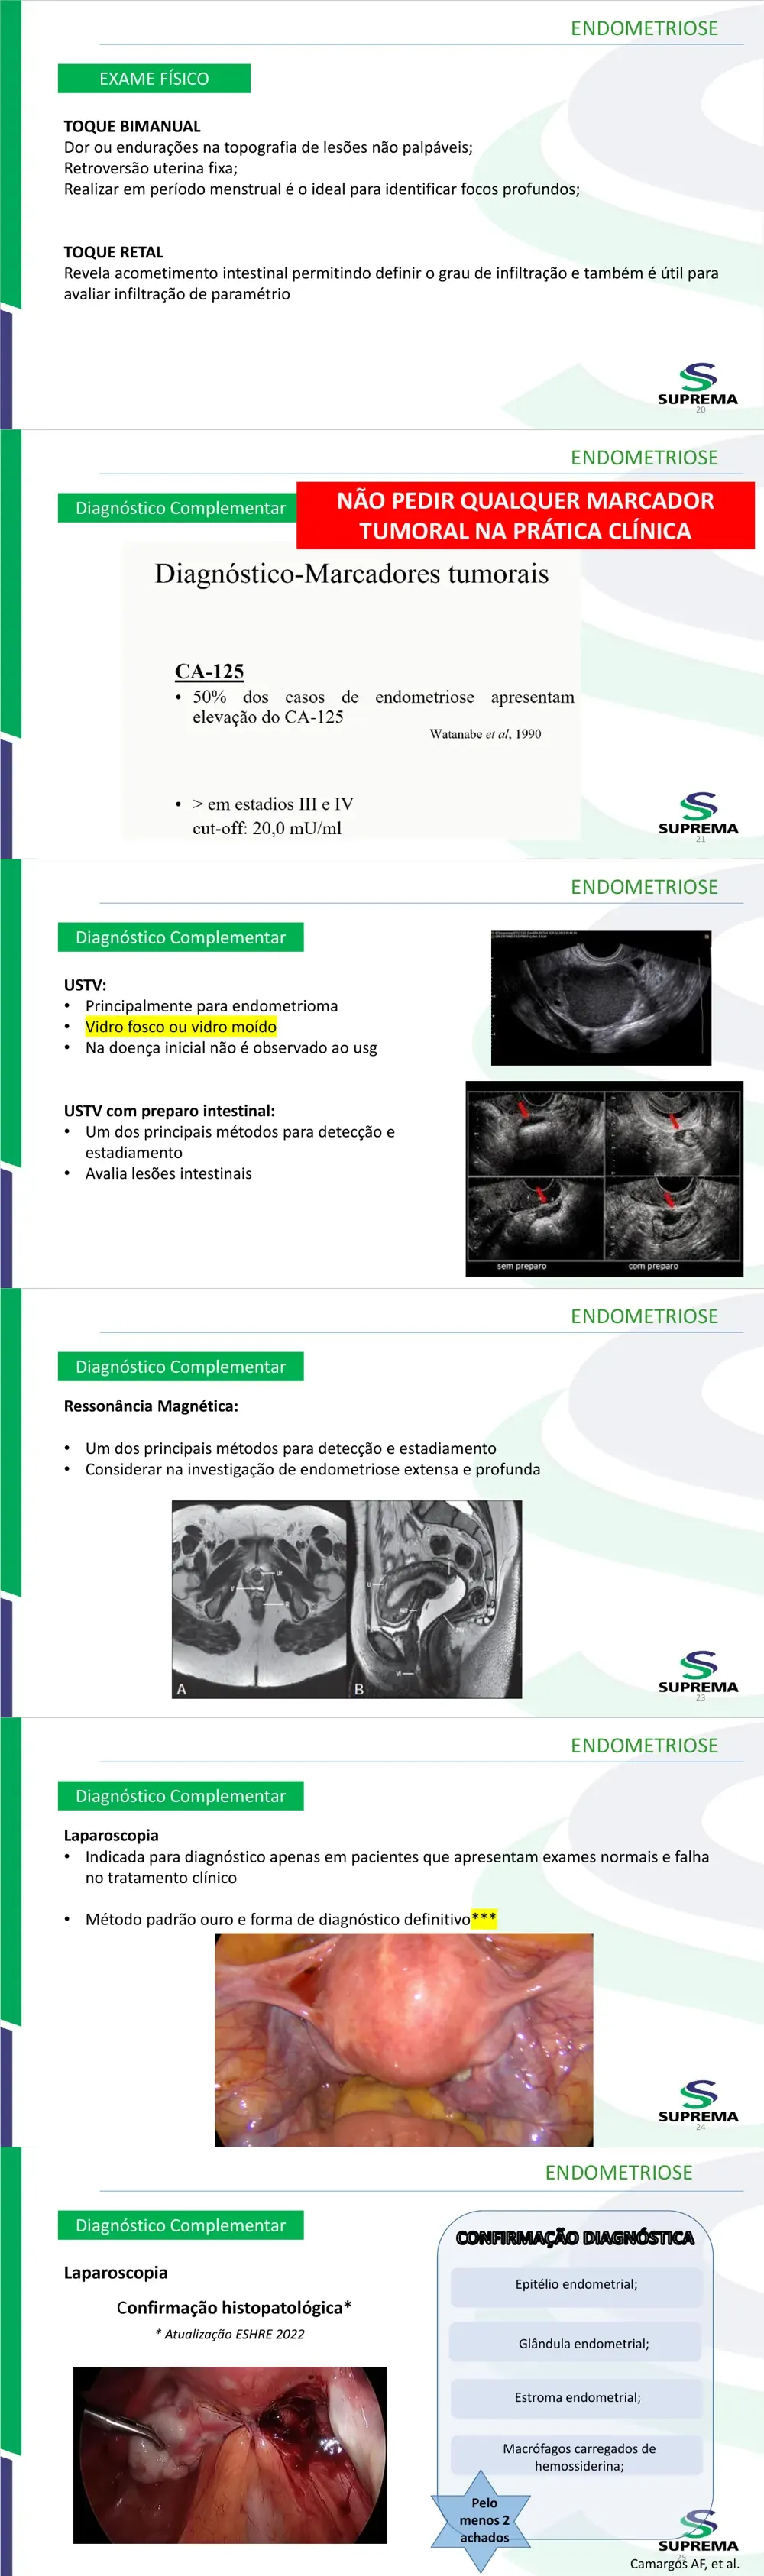 ENDOMETRIOSE
EXAME FÍSICO
TOQUE BIMANUAL
Dor ou endurações na topografia de lesões não palpáveis;
Retroversão uterina fixa;
Realizar em período menstrual é o ideal para identificar focos profundos;
TOQUE RETAL
Revela acometimento intestinal permitindo definir o grau de infiltração e também é útil para
avaliar infiltração de paramétrio
SUPREMA
20
ENDOMETRIOSE
Diagnóstico Complementar
NÃO PEDIR QUALQUER MARCADOR
TUMORAL NA PRÁTICA CLÍNICA
Diagnóstico-Marcadores tumorais
CA-125
• 50% dos casos de endometriose apresentam
elevação do CA-125
Watanabe et al, 1990
• > em estadios III e IV
cut-off: 20,0 mU/ml
SUPREMA
21
ENDOMETRIOSE
Diagnóstico Complementar
USTV:
• Principalmente para endometrioma
• Vidro fosco ou vidro moído
• Na doença inicial não é observado ao usg
USTV com preparo intestinal:
• Um dos principais métodos para detecção e
estadiamento
• Avalia lesões intestinais
sem preparo
com preparo
ENDOMETRIOSE
Diagnóstico Complementar
Ressonância Magnética:
• Um dos principais métodos para detecção e estadiamento
• Considerar na investigação de endometriose extensa e profunda
Ur
V
R
U
A
B
SUPREMA
23
ENDOMETRIOSE
Diagnóstico Complementar
Laparoscopia
• Indicada para diagnóstico apenas em pacientes que apresentam exames normais e falha
no tratamento clínico
• Método padrão ouro e forma de diagnóstico definitivo***
SUPREMA
24
ENDOMETRIOSE
Diagnóstico Complementar
Laparoscopia
Confirmação histopatológica*
* Atualização ESHRE 2022
CONFIRMAÇÃO DIAGNÓSTICA
Epitélio endometrial;
Glândula endometrial;
Estroma endometrial;
Macrófagos carregados de
hemossiderina;
Pelo
menos 2
achados
SUPREMA
25
Camargos AF, et al.